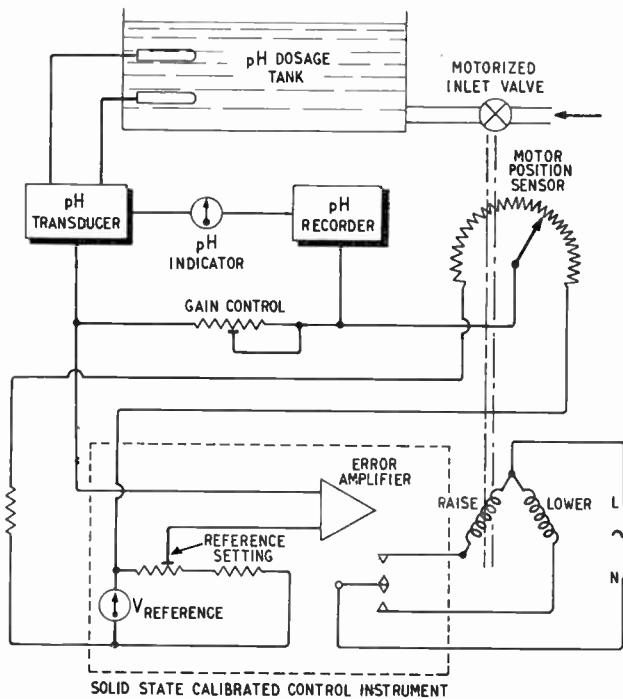 pH DOSAGE
TANK
MOTORIZED
INLET VALVE
MOTOR
POSITION
SENSOR
pH
TRANSDUCER
pH
INDICATOR
pH
RECORDER
GAIN CONTROL
ERROR
AMPLIFIER
RAISE
LOWER
L
N
REFERENCE
SETTING
VREFERENCE
SOLID STATE CALIBRATED CONTROL INSTRUMENT